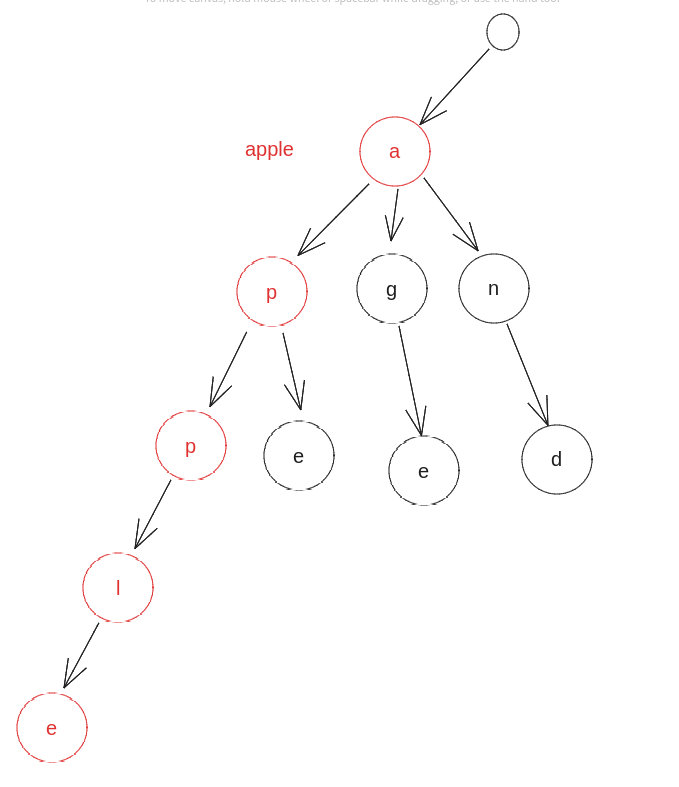 To move canvas, hold mouse wheel or spacebar while dragging, or use the hand tool
a
apple
p
g
n
p
e
e
d
l
e